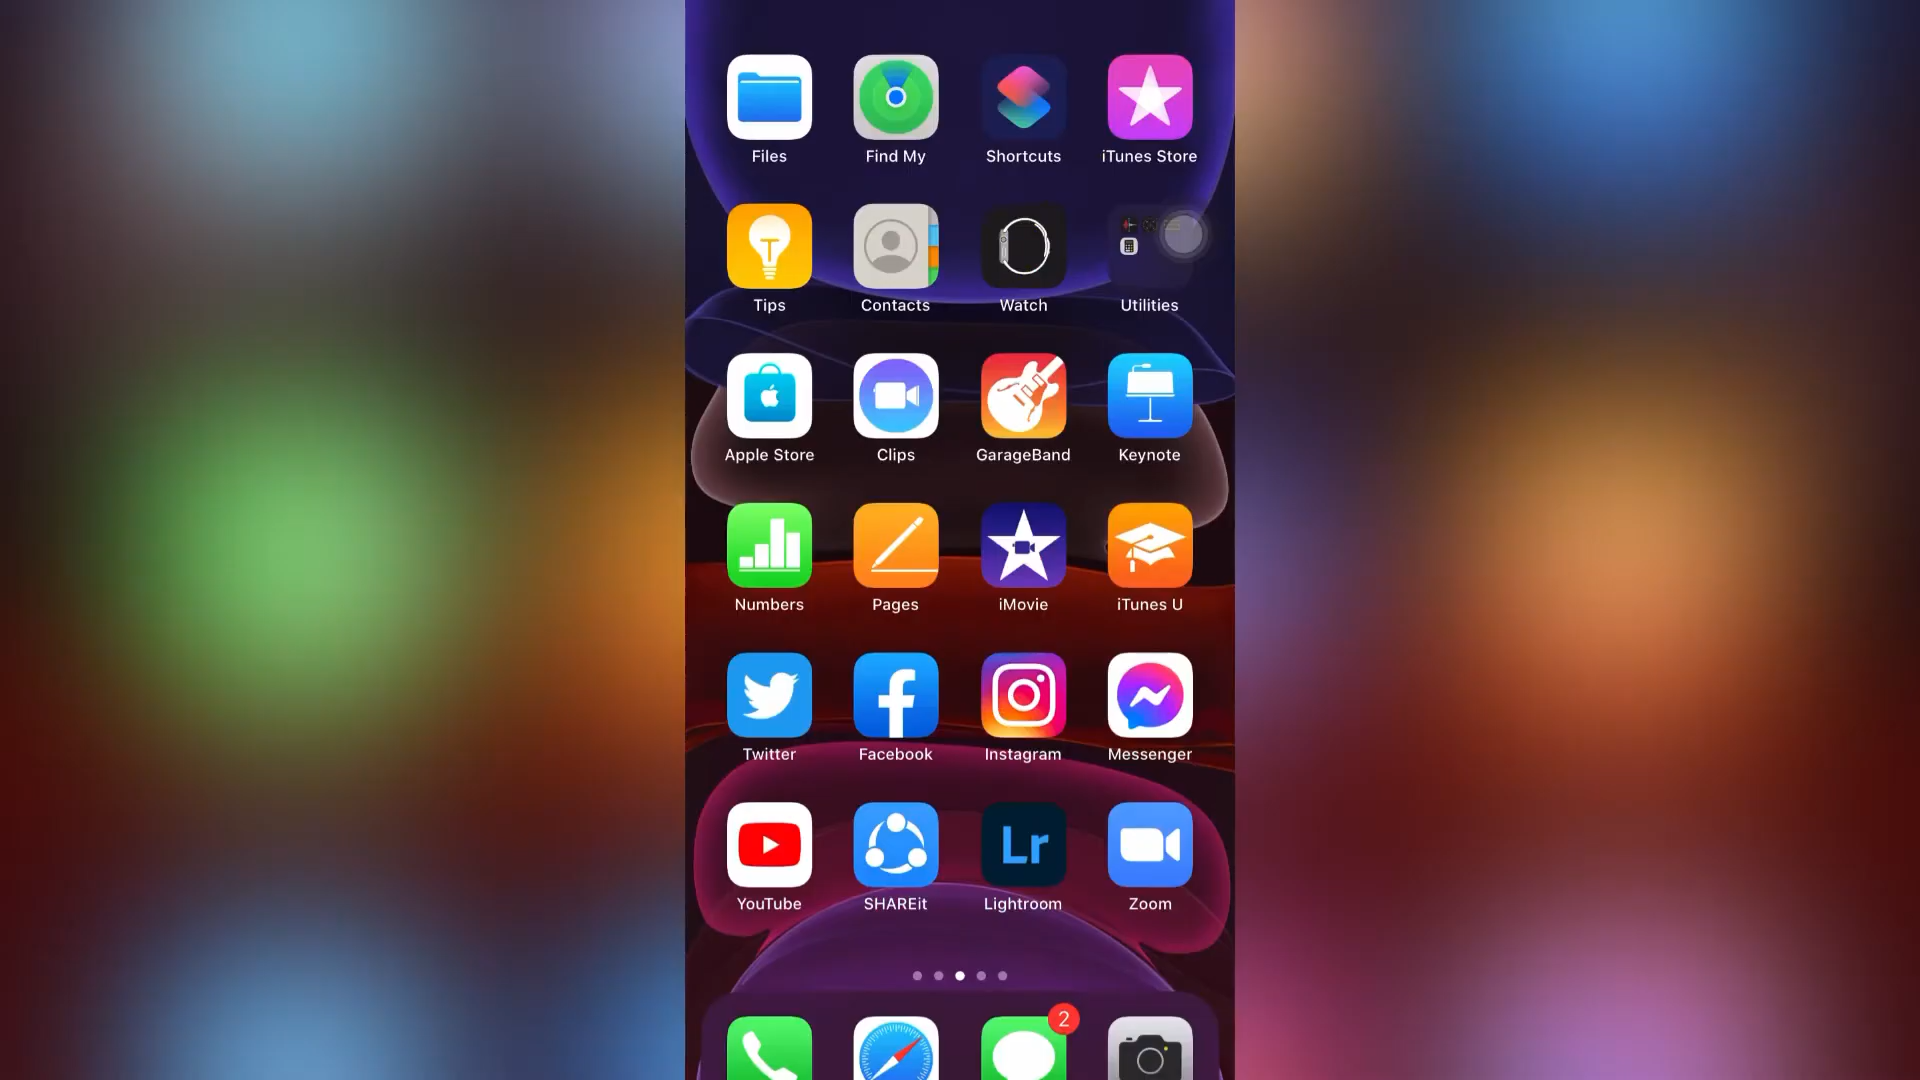 Files Find My Shortcuts iTunes Store
Tips Contacts Watch Utilities
Apple Store Clips GarageBand Keynote
Numbers Pages iMovie iTunes U
Twitter Facebook Instagram Messenger
Lr
YouTube SHAREit Lightroom Zoom
2